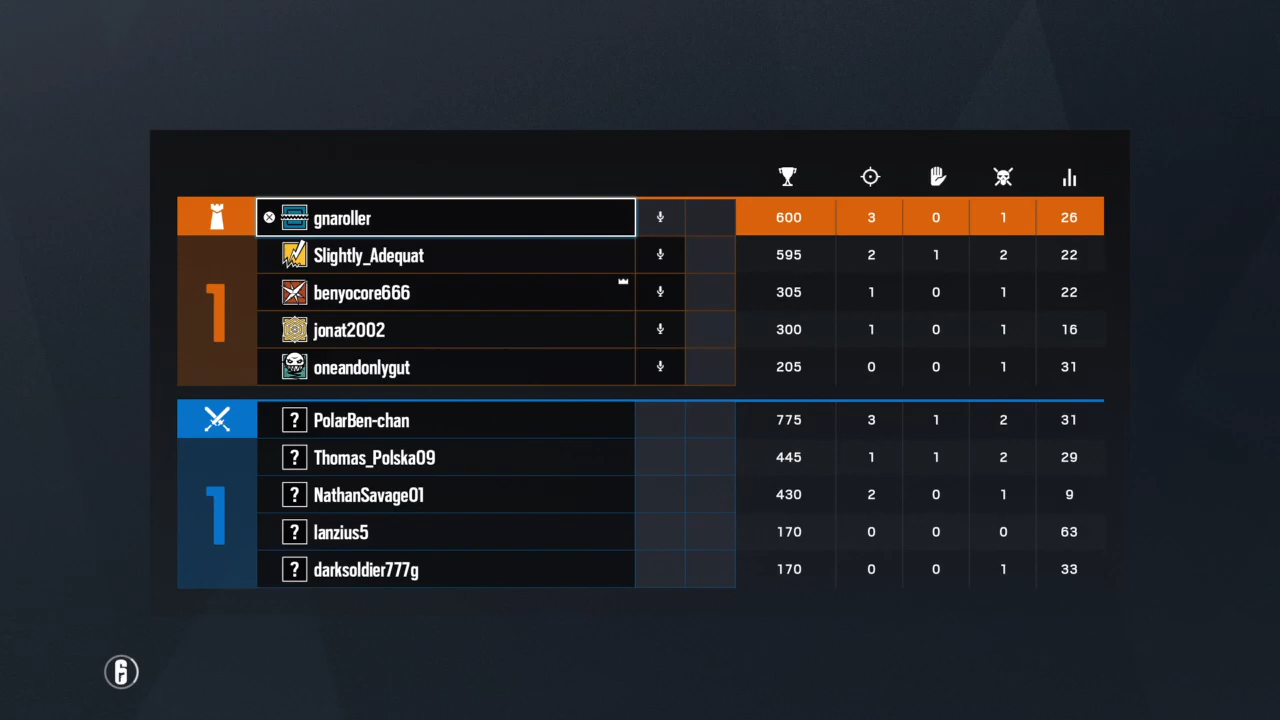 gnaroller 600 3 0 1 26
Slightly_Adequat 595 2 1 2 22
1
benyocore666 305 1 0 1 22
jonat2002 300 1 0 1 16
oneandonlygut 205 0 0 1 31
? PolarBen-chan 775 3 1 2 31
? Thomas_Polska09 445 1 1 2 29
1
? NathanSavage01 430 2 0 1 9
? lanzius5 170 0 0 0 63
? darksoldier777g 170 0 0 1 33
6